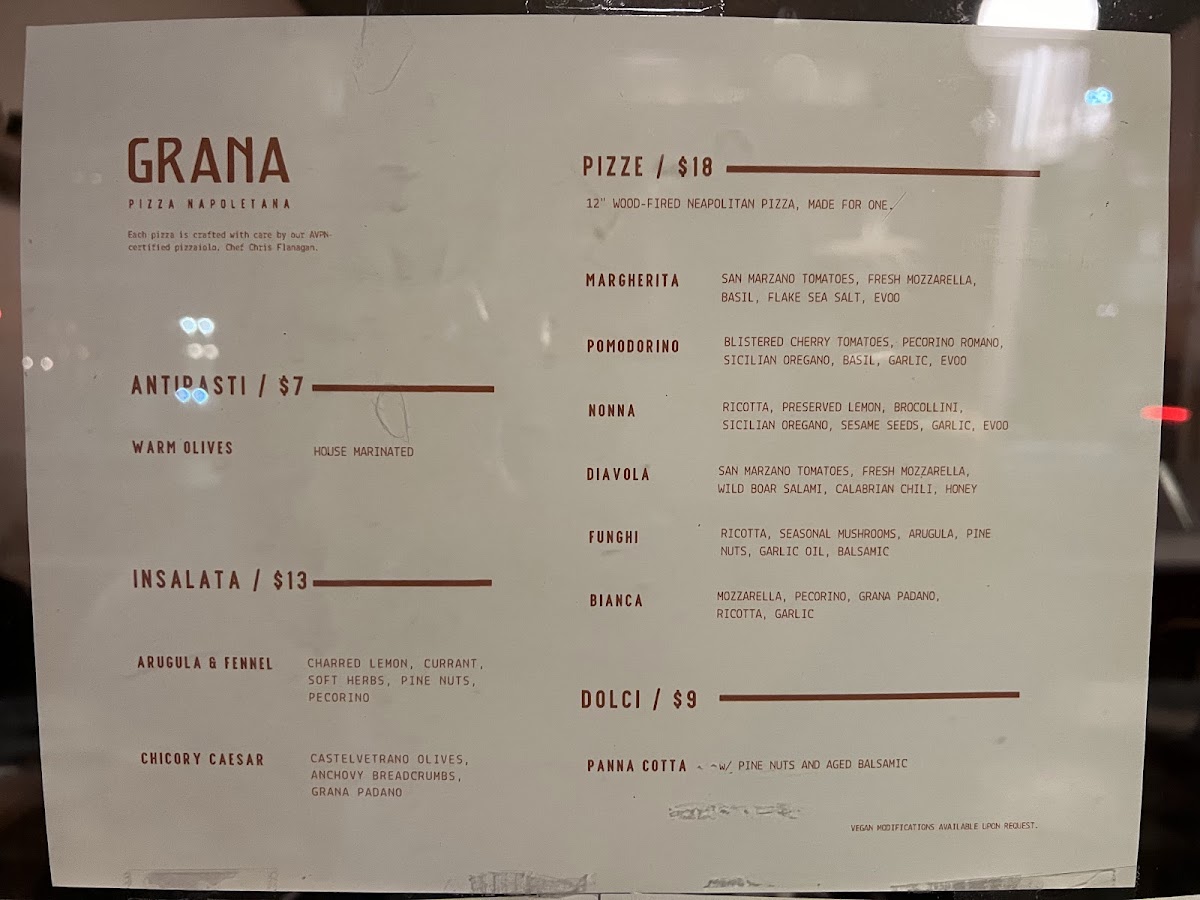 GRANA
PIZZA NAPOLETANA
Each pizza is crafted with care by our AVPN-
certified pizzaiolo, Chef Chris Flanagan.
ANTIPASTI / $7
WARM OLIVES HOUSE MARINATED
INSALATA / $13
ARUGULA & FENNEL CHARRED LEMON, CURRANT,
SOFT HERBS, PINE NUTS,
PECORINO
CHICORY CAESAR CASTELVETRANO OLIVES,
ANCHOVY BREADCRUMBS,
GRANA PADANO
PIZZE / $18
12" WOOD-FIRED NEAPOLITAN PIZZA, MADE FOR ONE.
MARGHERITA SAN MARZANO TOMATOES, FRESH MOZZARELLA,
BASIL, FLAKE SEA SALT, EVOO
POMODORINO BLISTERED CHERRY TOMATOES, PECORINO ROMANO,
SICILIAN OREGANO, BASIL, GARLIC, EVOO
NONNA RICOTTA, PRESERVED LEMON, BROCOLLINI,
SICILIAN OREGANO, SESAME SEEDS, GARLIC, EVOO
DIAVOLA SAN MARZANO TOMATOES, FRESH MOZZARELLA,
WILD BOAR SALAMI, CALABRIAN CHILI, HONEY
FUNGHI RICOTTA, SEASONAL MUSHROOMS, ARUGULA, PINE
NUTS, GARLIC OIL, BALSAMIC
BIANCA MOZZARELLA, PECORINO, GRANA PADANO,
RICOTTA, GARLIC
DOLCI / $9
PANNA COTTA w/ PINE NUTS AND AGED BALSAMIC
VEGAN MODIFICATIONS AVAILABLE UPON REQUEST.